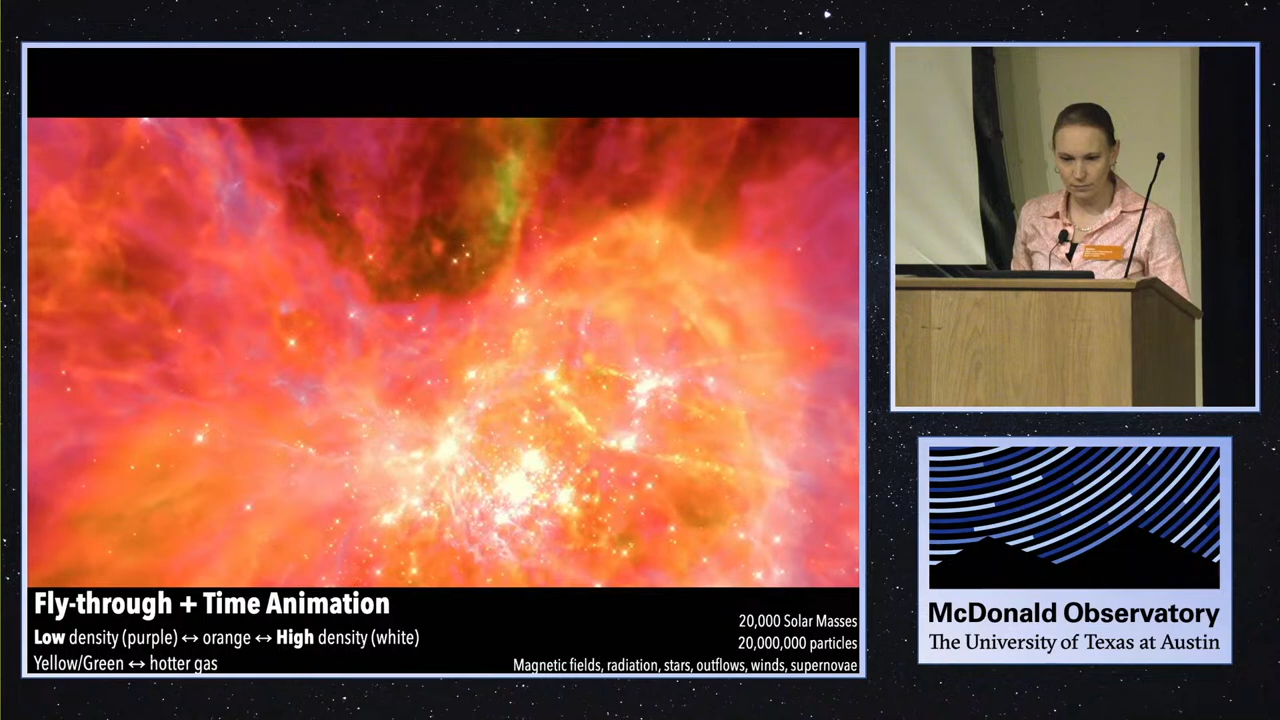 Fly-through + Time Animation
Low density (purple) ↔ orange ↔ High density (white)
Yellow/Green ↔ hotter gas
20,000 Solar Masses
20,000,000 particles
Magnetic fields, radiation, stars, outflows, winds, supernovae
McDonald Observatory
The University of Texas at Austin